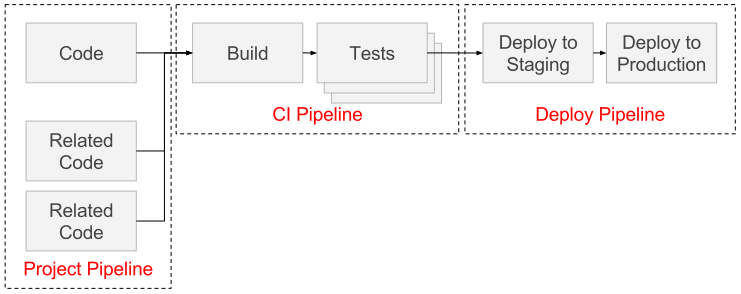 Code
Build
Tests
Deploy to
Staging
Deploy to
Production
CI Pipeline
Deploy Pipeline
Related
Code
Related
Code
Project Pipeline